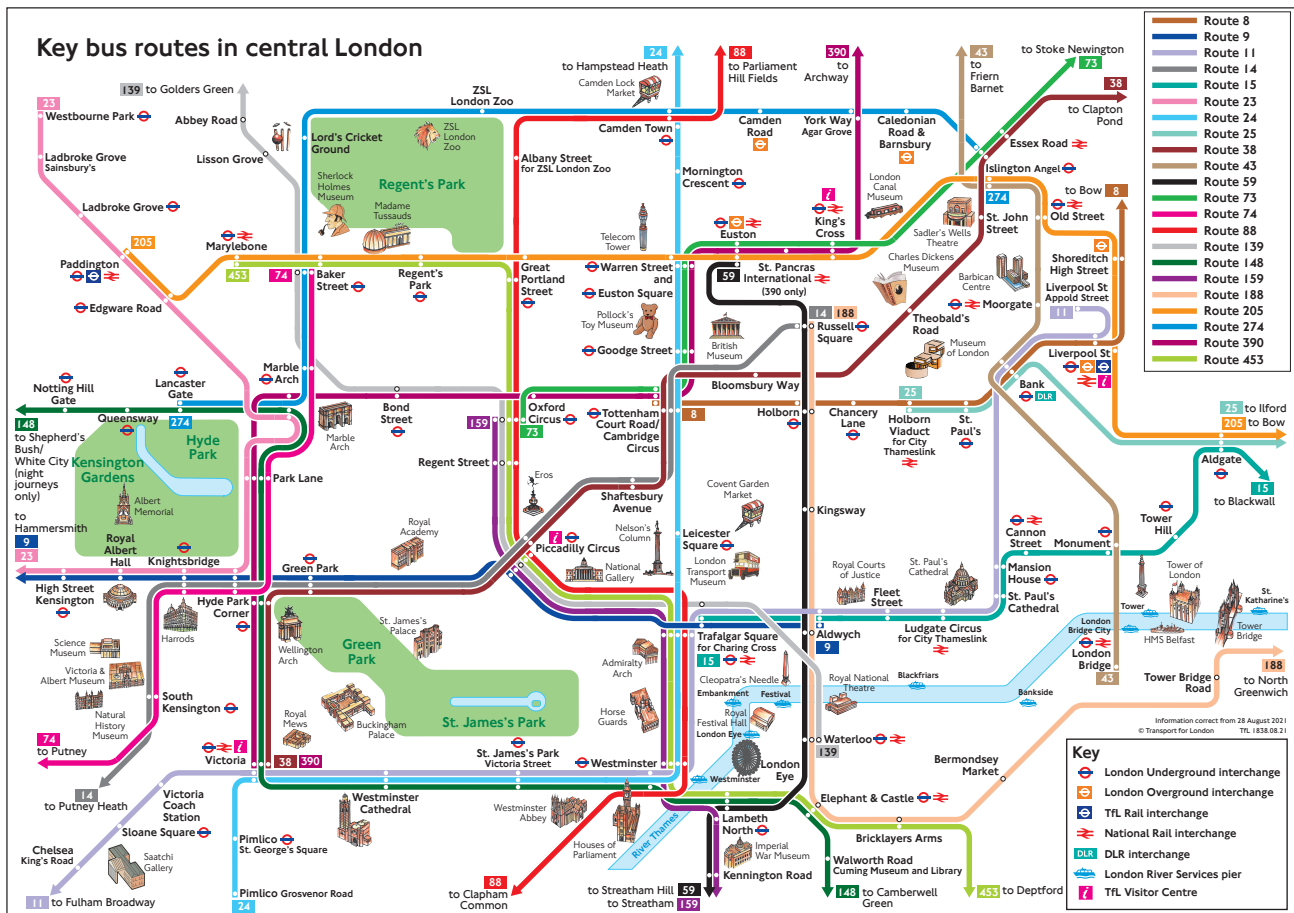 Key bus routes in central London
Route 8
Route 9
Route 11
Route 14
Route 15
Route 23
Route 24
Route 25
Route 38
Route 43
Route 59
Route 73
Route 74
Route 88
Route 139
Route 148
Route 159
Route 188
Route 205
Route 274
Route 390
Route 453
24
to Hampstead Heath
88
to Parliament
Hill Fields
390
to
Archway
43
to
Friern
Barnet
to Stoke Newington
73
38
to Clapton
Pond
139 to Golders Green
23
Westbourne Park
Abbey Road
Lisson Grove
Ladbroke Grove
Sainsbury's
Ladbroke Grove
205
Paddington
Edgware Road
Marylebone
453
74
Baker
Street
Lord's Cricket
Ground
ZSL
London Zoo
ZSL
London
Zoo
Sherlock
Holmes
Museum
Regent's Park
Madame
Tussauds
Regent's
Park
Camden Lock
Market
Camden Town
Albany Street
for ZSL London Zoo
Mornington
Crescent
Camden
Road
York Way
Agar Grove
Caledonian
Road &
Barnsbury
Essex Road
Islington Angel
274
to Bow
8
Old Street
London
Canal
Museum
King's
Cross
Euston
Telecom
Tower
Sadler's Wells
Theatre
St. John
Street
Shoreditch
High Street
Great
Portland
Street
Warren Street
and
Euston Square
59
St. Pancras
International
(390 only)
Charles Dickens
Museum
Barbican
Centre
Moorgate
Liverpool St
Appold Street
11
Pollock's
Toy Museum
British
Museum
14
188
Russell
Square
Theobald's
Road
Museum
of London
Goodge Street
Liverpool St
Notting Hill
Gate
Lancaster
Gate
Marble
Arch
Bloomsbury Way
Bank
DLR
Queensway
274
148
to Shepherd's
Bush/
White City
(night
journeys
only)
Hyde
Park
Kensington
Gardens
Albert
Memorial
Royal
Albert
Hall
Marble
Arch
Bond
Street
159
Oxford
Circus
73
Tottenham
Court Road/
Cambridge
Circus
8
Holborn
Chancery
Lane
25
Holborn
Viaduct
for City
Thameslink
St.
Paul's
25 to Ilford
205 to Bow
Aldgate
15
to Blackwall
Regent Street
Park Lane
Eros
Shaftesbury
Avenue
Covent Garden
Market
Kingsway
Cannon
Street
Monument
Tower
Hill
to
Hammersmith
9
23
Knightsbridge
Green Park
Royal
Academy
Piccadilly Circus
Nelson's
Column
National
Gallery
Leicester
Square
London
Transport
Museum
Royal Courts
of Justice
Fleet
Street
St. Paul's
Cathedral
Mansion
House
St. Paul's
Cathedral
Tower of
London
High Street
Kensington
Harrods
Hyde Park
Corner
Wellington
Arch
St. James's
Palace
Green
Park
Trafalgar Square
for Charing Cross
15
Aldwych
9
Ludgate Circus
for City Thameslink
London
Bridge City
London
Bridge
43
Tower
HMS Belfast
St.
Katharine's
Tower
Bridge
Science
Museum
Victoria &
Albert Museum
Natural
History
Museum
South
Kensington
Royal
Mews
Buckingham
Palace
St. James's Park
Admiralty
Arch
Horse
Guards
Cleopatra's Needle
Embankment
Festival
Royal
Festival Hall
London Eye
Royal National
Theatre
Blackfriars
Bankside
Tower Bridge
Road
188
to North
Greenwich
74
to Putney
14
to Putney Heath
Victoria
38
390
St. James's Park
Victoria Street
Westminster
Westminster
London
Eye
Waterloo
139
Bermondsey
Market
Information correct from 28 August 2021
© Transport for London TfL 1838.08.21
Victoria
Coach
Station
Sloane Square
Westminster
Cathedral
Westminster
Abbey
Houses of
Parliament
River Thames
Elephant & Castle
Lambeth
North
Imperial
War Museum
Kennington Road
Bricklayers Arms
Walworth Road
Cuming Museum and Library
Chelsea
King's Road
Saatchi
Gallery
Pimlico
St. George's Square
Pimlico Grosvenor Road
11 to Fulham Broadway
24
88
to Clapham
Common
to Streatham Hill 59
to Streatham 159
148 to Camberwell
Green
453 to Deptford
Key
London Underground interchange
London Overground interchange
TfL Rail interchange
National Rail interchange
DLR DLR interchange
London River Services pier
i TfL Visitor Centre